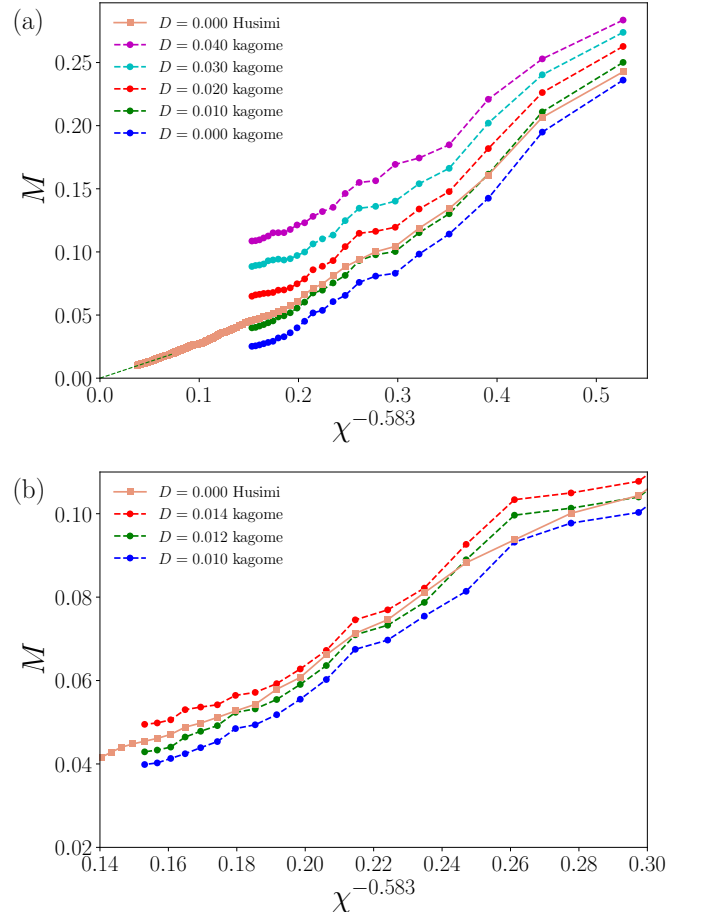 (a)
D = 0.000 Husimi
D = 0.040 kagome
D = 0.030 kagome
D = 0.020 kagome
D = 0.010 kagome
D = 0.000 kagome
M
0.25
0.20
0.15
0.10
0.05
0.00
0.0 0.1 0.2 0.3 0.4 0.5
χ^{-0.583}
(b)
D = 0.000 Husimi
D = 0.014 kagome
D = 0.012 kagome
D = 0.010 kagome
M
0.10
0.08
0.06
0.04
0.02
0.14 0.16 0.18 0.20 0.22 0.24 0.26 0.28 0.30
χ^{-0.583}